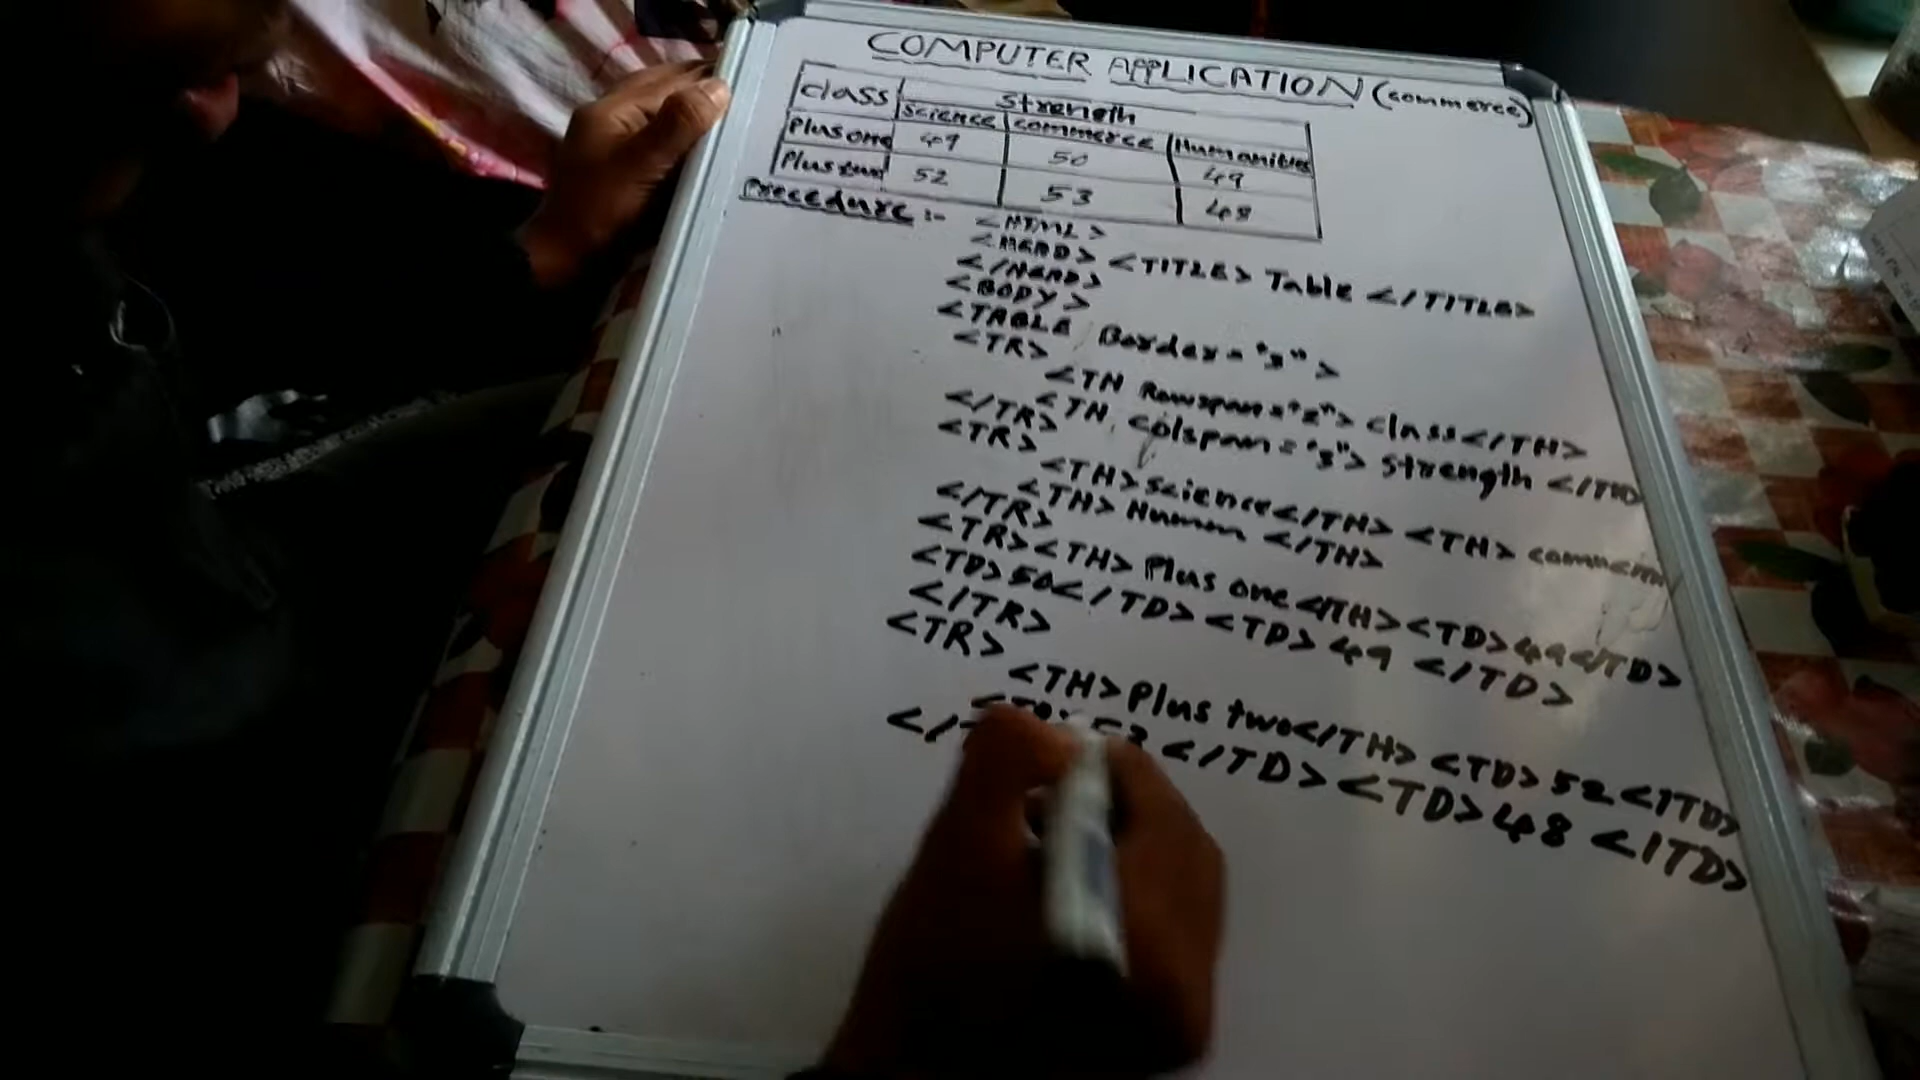 COMPUTER APPLICATION (commerce)
class Strength
Science commerce Humanities
Plus one 49 50 49
Plus two 52 53 48
Precedure :-
<HTML>
<HEAD> <TITLE> Table </TITLE>
</HEAD>
<BODY>
<TABLE Border="3">
<TR>
<TH Rowspan="2"> class</TH>
<TH colspan="3"> strength </TH>
</TR>
<TR>
<TH>science</TH> <TH>
<TH> Human </TH>
</TR>
<TR><TH> Plus one </TH><TD>49</TD>
<TD>50</TD> <TD>49 </TD>
</TR>
<TR>
<TH>Plus two</TH> <TD>52</TD>
53 </TD><TD>48 </TD>